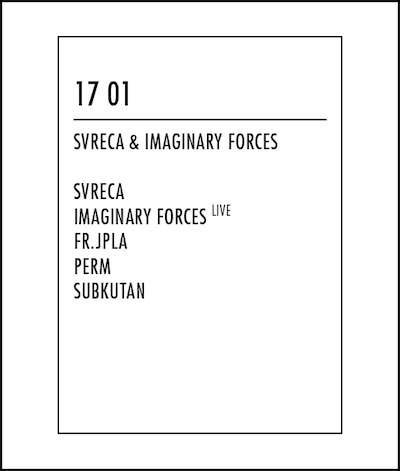 17 01
SVRECA & IMAGINARY FORCES
SVRECA
IMAGINARY FORCES LIVE
FR.JPLA
PERM
SUBKUTAN